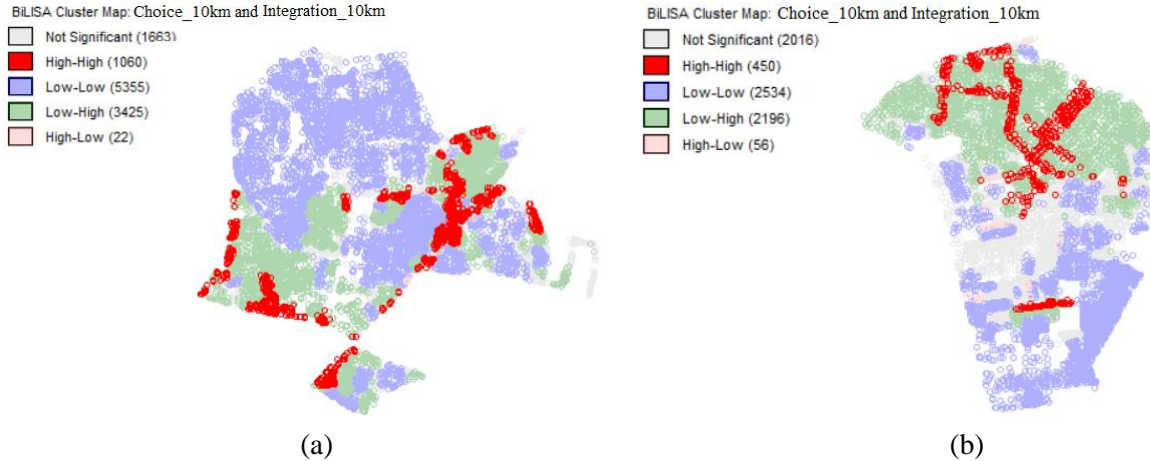 BiLISA Cluster Map: Choice_10km and Integration_10km
Not Significant (1663)
High-High (1060)
Low-Low (5355)
Low-High (3425)
High-Low (22)
(a)
BiLISA Cluster Map: Choice_10km and Integration_10km
Not Significant (2016)
High-High (450)
Low-Low (2534)
Low-High (2196)
High-Low (56)
(b)